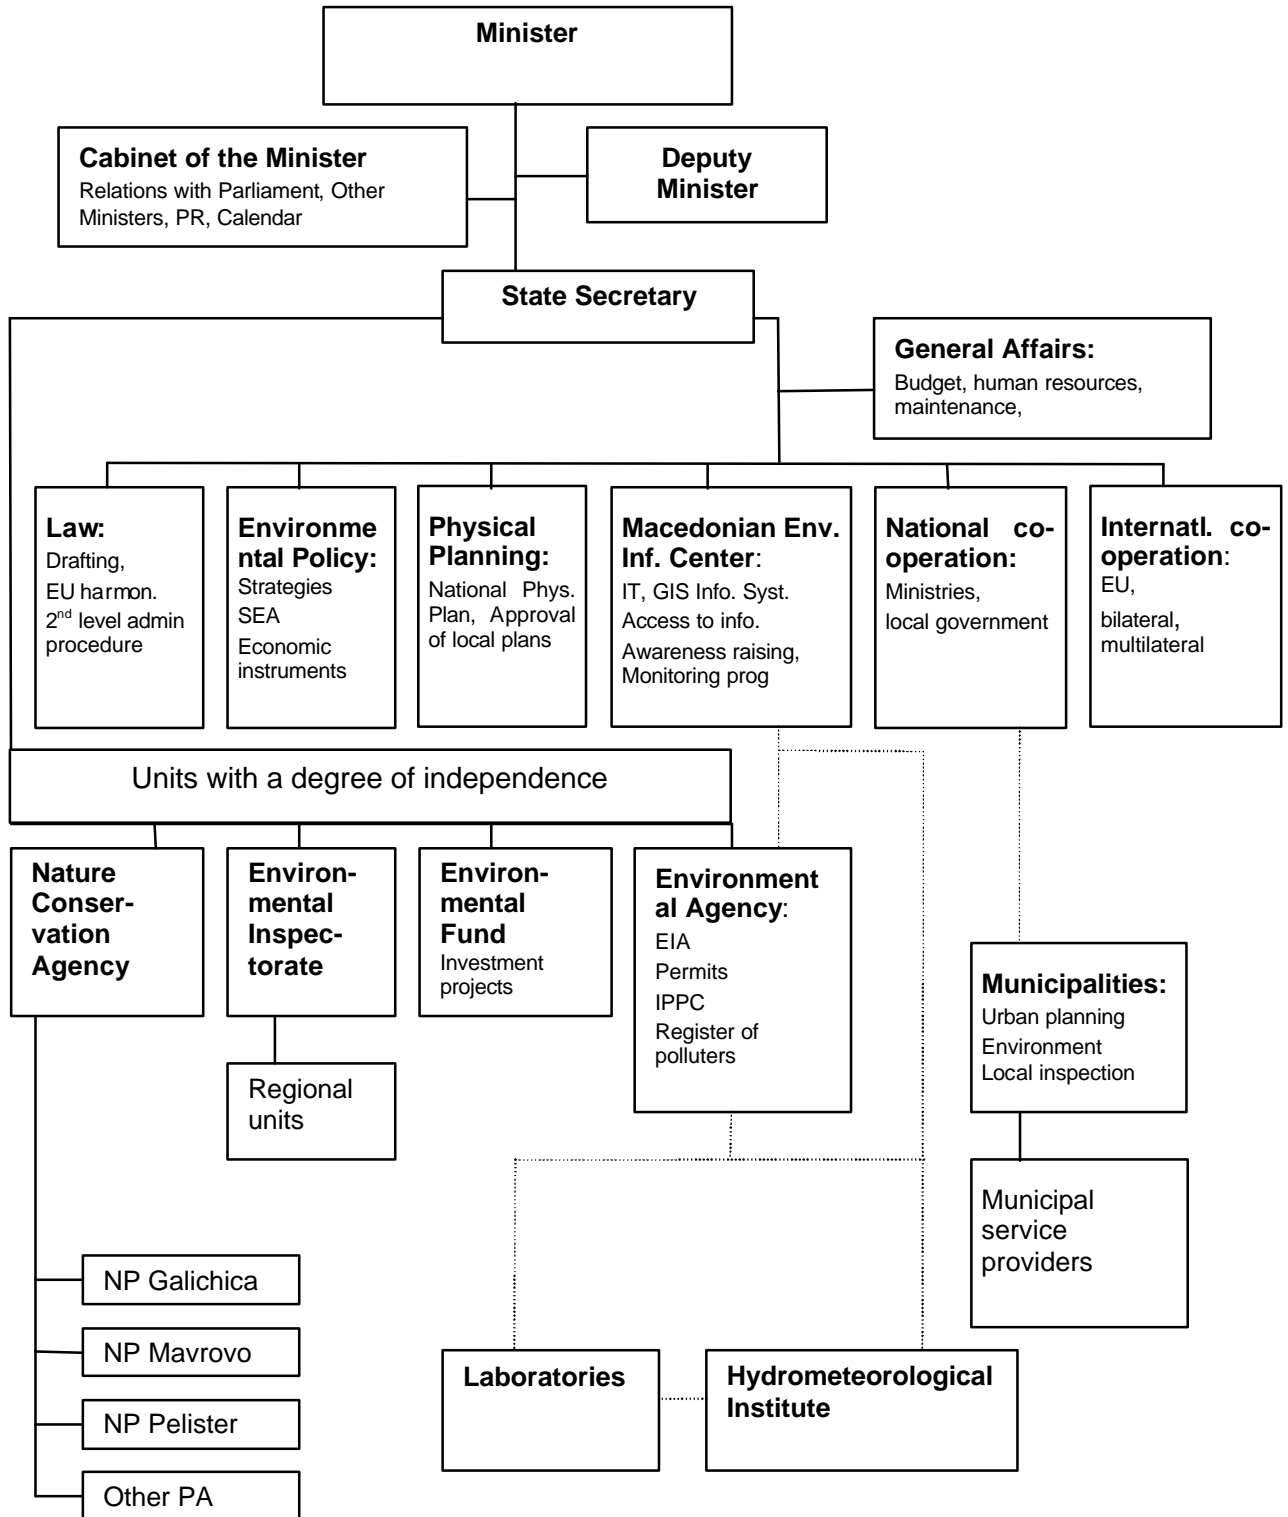 Minister
Cabinet of the Minister
Relations with Parliament, Other
Ministers, PR, Calendar
Deputy
Minister
State Secretary
General Affairs:
Budget, human resources,
maintenance,
Law:
Drafting,
EU harmon.
2nd level admin
procedure
Environme
ntal Policy:
Strategies
SEA
Economic
instruments
Physical
Planning:
National Phys.
Plan, Approval
of local plans
Macedonian Env.
Inf. Center:
IT, GIS Info. Syst.
Access to info.
Awareness raising,
Monitoring prog
National co-
operation:
Ministries,
local government
Internatl. co-
operation:
EU,
bilateral,
multilateral
Units with a degree of independence
Nature
Conser-
vation
Agency
Environ-
mental
Inspec-
torate
Environ-
mental
Fund
Investment
projects
Environment
al Agency:
EIA
Permits
IPPC
Register of
polluters
Municipalities:
Urban planning
Environment
Local inspection
Regional
units
Municipal
service
providers
NP Galichica
NP Mavrovo
NP Pelister
Other PA
Laboratories
Hydrometeorological
Institute